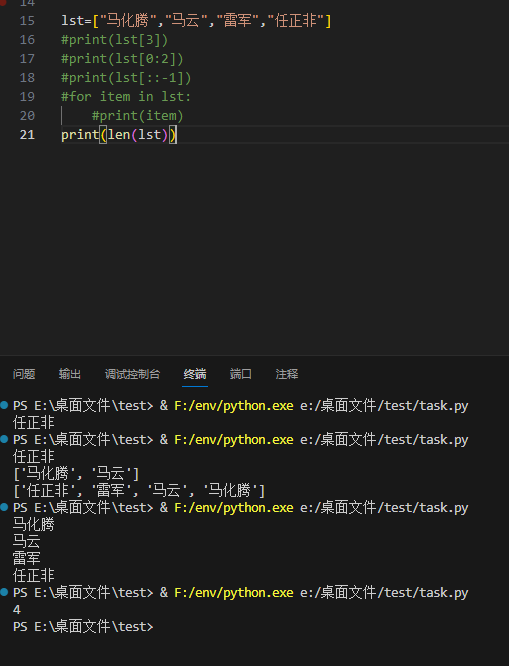 14
15 lst=["马化腾","马云","雷军","任正非"]
16 #print(lst[3])
17 #print(lst[0:2])
18 #print(lst[::-1])
19 #for item in lst:
20     #print(item)
21 print(len(lst))
问题 输出 调试控制台 终端 端口 注释
PS E:\桌面文件\test> & F:/env/python.exe e:/桌面文件/test/task.py
任正非
PS E:\桌面文件\test> & F:/env/python.exe e:/桌面文件/test/task.py
任正非
['马化腾', '马云']
['任正非', '雷军', '马云', '马化腾']
PS E:\桌面文件\test> & F:/env/python.exe e:/桌面文件/test/task.py
马化腾
马云
雷军
任正非
PS E:\桌面文件\test> & F:/env/python.exe e:/桌面文件/test/task.py
4
PS E:\桌面文件\test>